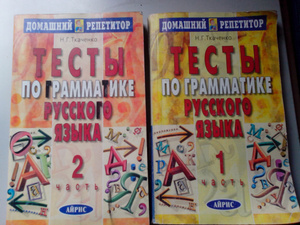 ДОМАШНИЙ РЕПЕТИТОР
Н.Г. Ткаченко
ТЕСТЫ
ПО ГРАММАТИКЕ
РУССКОГО
ЯЗЫКА
2
часть
АЙРИС
ДОМАШНИЙ РЕПЕТИТОР
Н.Г. Ткаченко
ТЕСТЫ
ПО ГРАММАТИКЕ
РУССКОГО
ЯЗЫКА
1
часть
АЙРИС